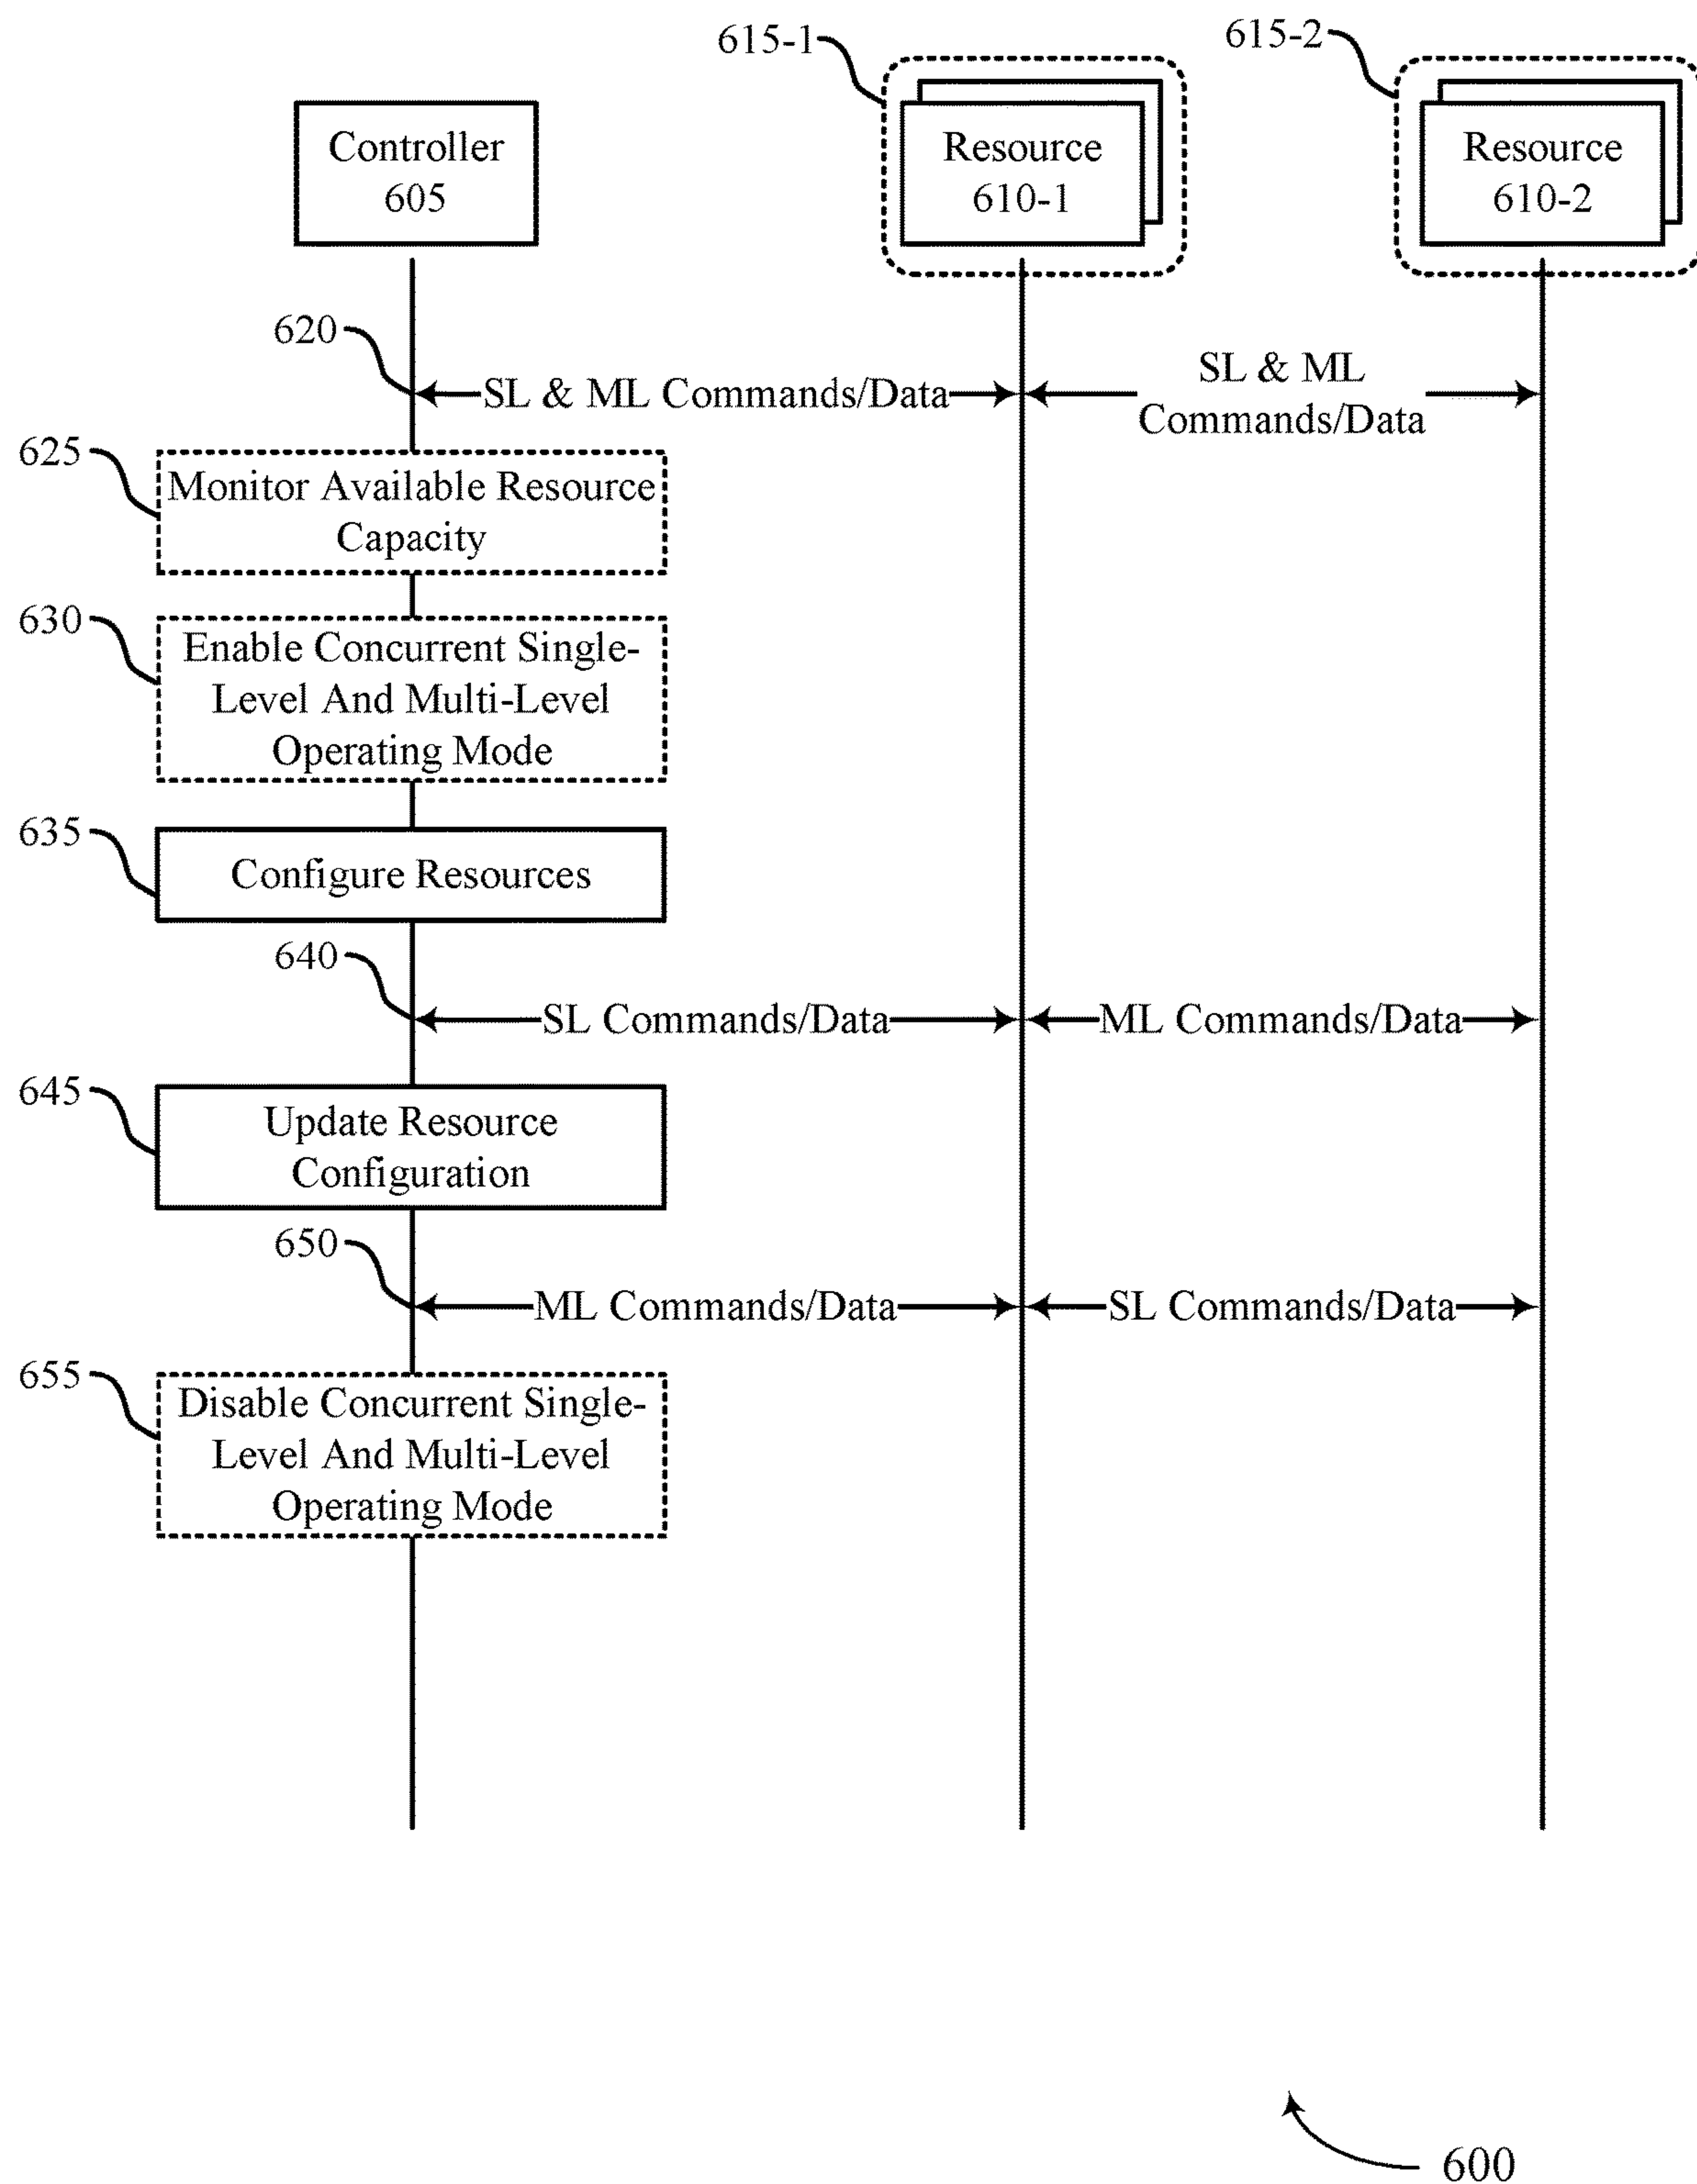 615-1
615-2
Controller
605
Resource
610-1
Resource
610-2
620
SL & ML Commands/Data
SL & ML
Commands/Data
625
Monitor Available Resource
Capacity
630
Enable Concurrent Single-
Level And Multi-Level
Operating Mode
635
Configure Resources
640
SL Commands/Data
ML Commands/Data
645
Update Resource
Configuration
650
ML Commands/Data
SL Commands/Data
655
Disable Concurrent Single-
Level And Multi-Level
Operating Mode
600